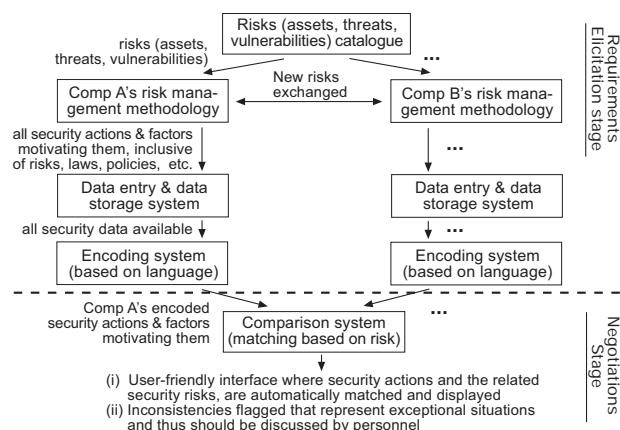 Risks (assets, threats,
vulnerabilities) catalogue
risks (assets,
threats, vulnerabilities)
...
Comp A's risk mana-
gement methodology
New risks
exchanged
Comp B's risk mana-
gement methodology
all security actions & factors
motivating them, inclusive
of risks, laws, policies, etc.
...
Requirements
Elicitation stage
Data entry & data
storage system
Data entry & data
storage system
all security data available
...
Encoding system
(based on language)
Encoding system
(based on language)
Comp A's encoded
security actions & factors
motivating them
Comparison system
(matching based on risk)
...
Negotiations
Stage
(i) User-friendly interface where security actions and the related
security risks, are automatically matched and displayed
(ii) Inconsistencies flagged that represent exceptional situations
and thus should be discussed by personnel